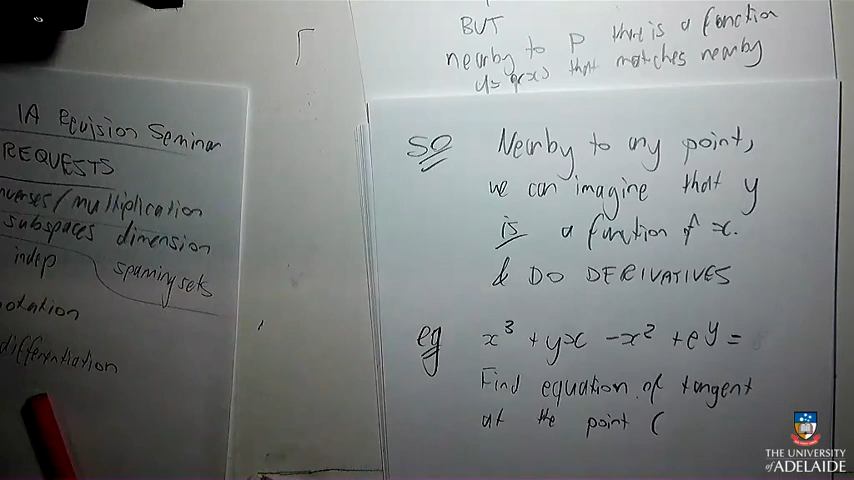 BUT
nearby to P that is a function
y=g(x) that matches nearby
1A Revision Seminar
REQUESTS
nverses/multiplication
subspaces dimension
indep spanning sets
notation
differentiation
SO Nearby to any point,
we can imagine that y
is a function of x.
& DO DERIVATIVES
eg x³ + yx - x² + e^y =
Find equation of tangent
at the point (
THE UNIVERSITY
of ADELAIDE